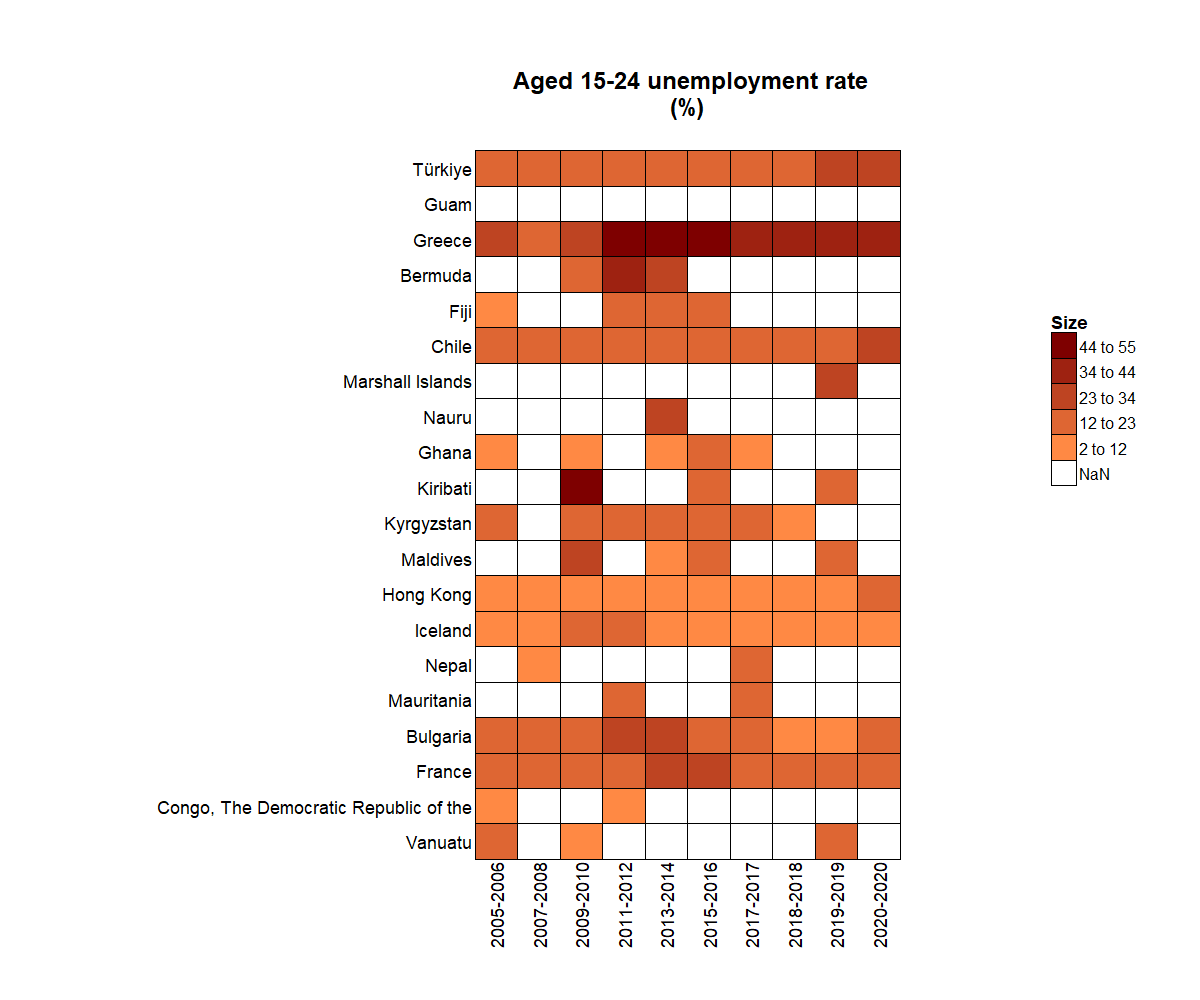 Aged 15-24 unemployment rate
(%)
Türkiye
Guam
Greece
Bermuda
Fiji
Chile
Marshall Islands
Nauru
Ghana
Kiribati
Kyrgyzstan
Maldives
Hong Kong
Iceland
Nepal
Mauritania
Bulgaria
France
Congo, The Democratic Republic of the
Vanuatu
2005-2006
2007-2008
2009-2010
2011-2012
2013-2014
2015-2016
2017-2017
2018-2018
2019-2019
2020-2020
Size
44 to 55
34 to 44
23 to 34
12 to 23
2 to 12
NaN